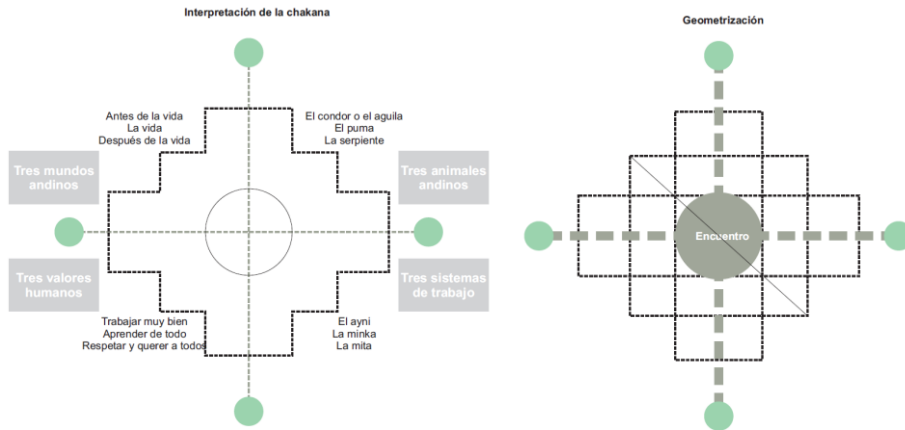 Interpretación de la chakana
Antes de la vida
La vida
Después de la vida
El condor o el aguila
El puma
La serpiente
Tres mundos
andinos
Tres animales
andinos
Tres valores
humanos
Tres sistemas
de trabajo
Trabajar muy bien
Aprender de todo
Respetar y querer a todos
El ayni
La minka
La mita
Geometrización
Encuentro